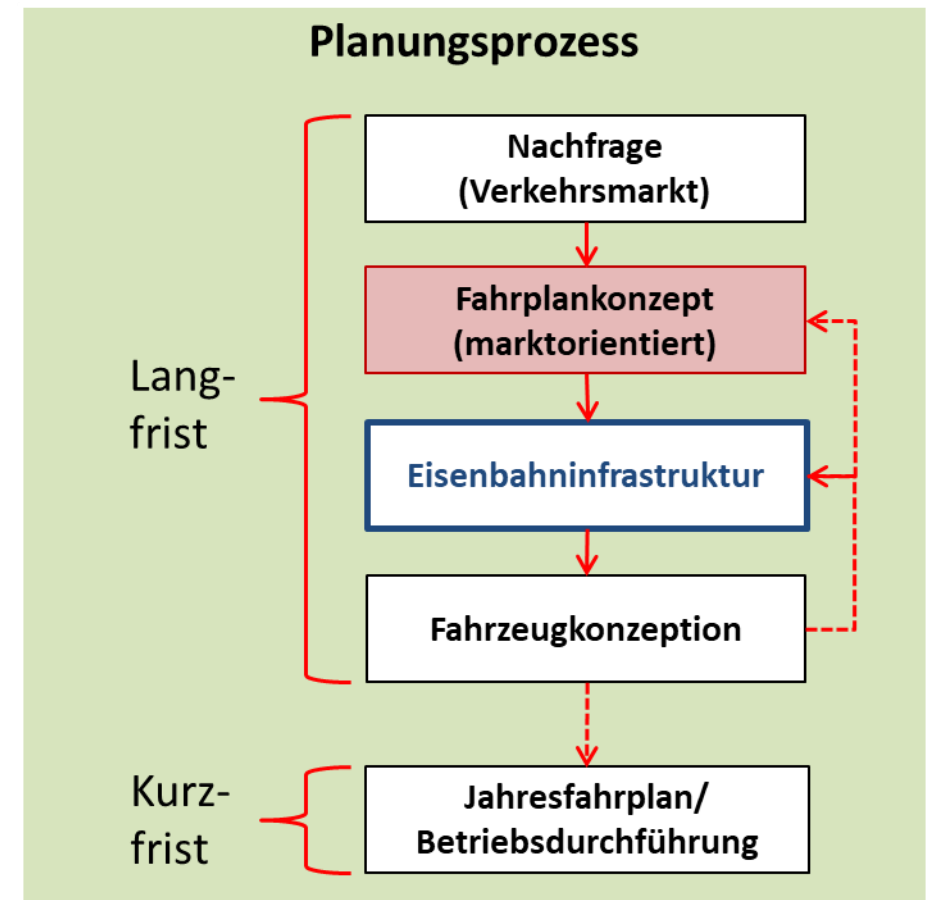 Planungsprozess
Nachfrage
(Verkehrsmarkt)
Fahrplankonzept
(marktorientiert)
Lang-
frist
Eisenbahninfrastruktur
Fahrzeugkonzeption
Kurz-
frist
Jahresfahrplan/
Betriebsdurchführung